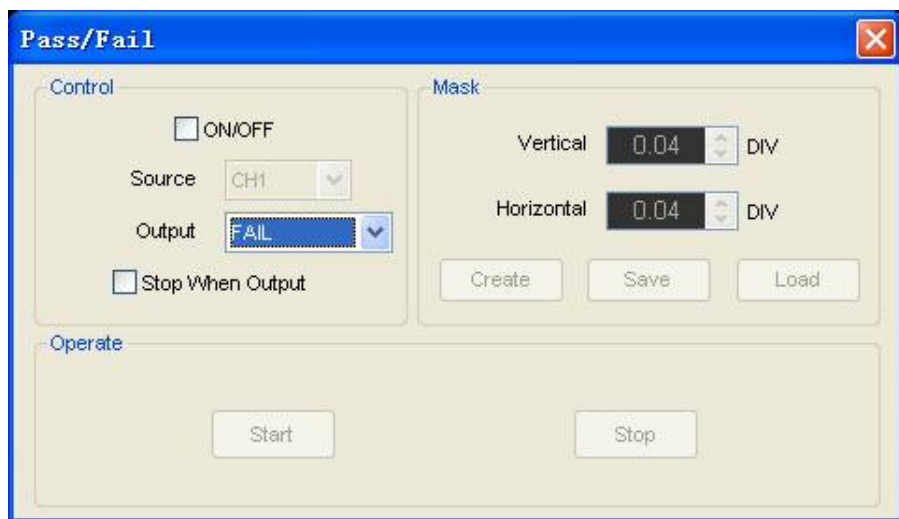 Pass/Fail
Control
ON/OFF
Source CH1
Output FAIL
Stop When Output
Mask
Vertical 0.04 DIV
Horizontal 0.04 DIV
Create Save Load
Operate
Start Stop